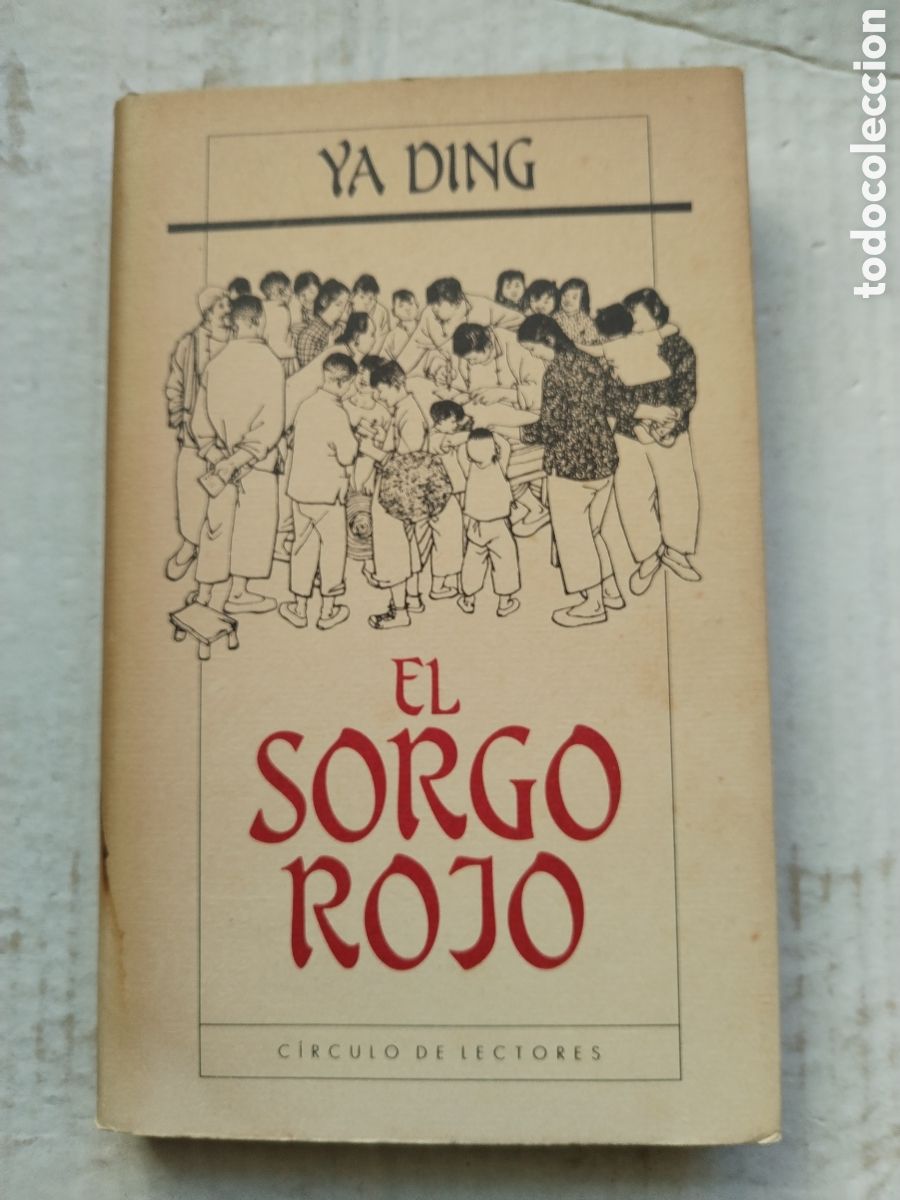 YA DING
EL
SORGO
ROJO
CÍRCULO DE LECTORES
todocoleccion